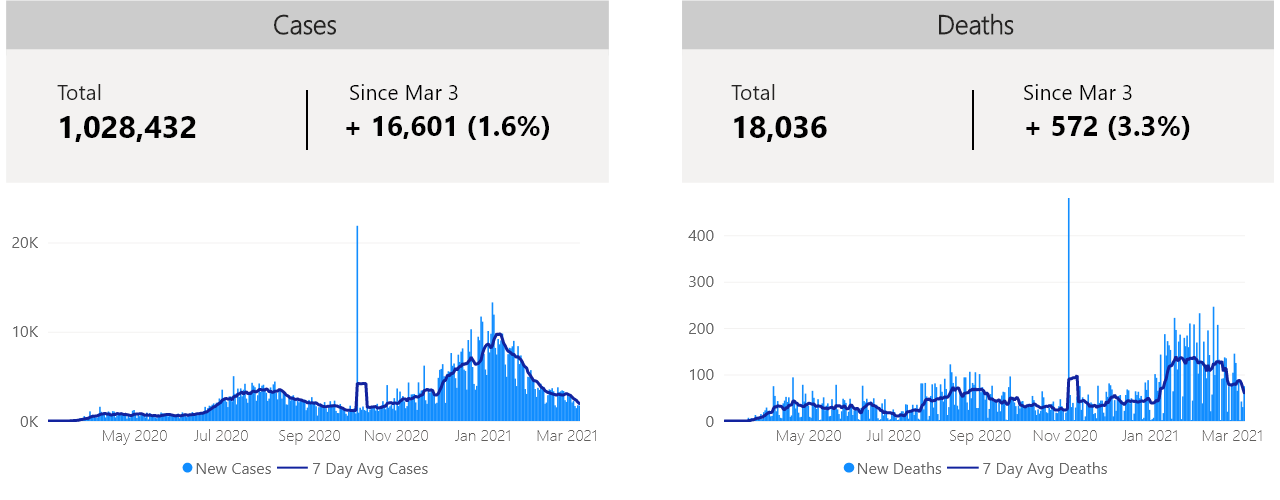 Cases
Total
1,028,432
Since Mar 3
+ 16,601 (1.6%)
20K
10K
0K
May 2020 Jul 2020 Sep 2020 Nov 2020 Jan 2021 Mar 2021
New Cases 7 Day Avg Cases
Deaths
Total
18,036
Since Mar 3
+ 572 (3.3%)
400
300
200
100
0
May 2020 Jul 2020 Sep 2020 Nov 2020 Jan 2021 Mar 2021
New Deaths 7 Day Avg Deaths